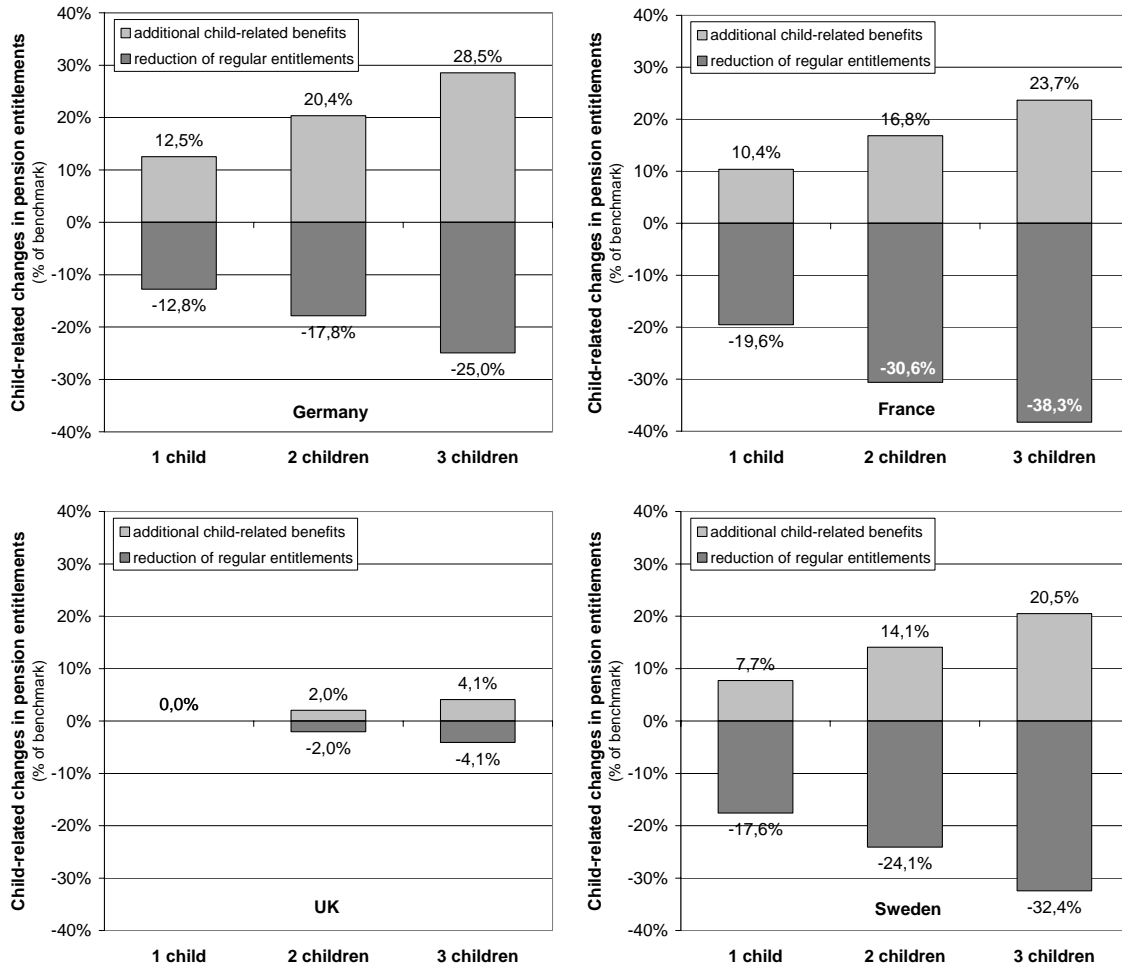 Child-related changes in pension entitlements
(% of benchmark)
40%
30%
20%
10%
0%
-10%
-20%
-30%
-40%
additional child-related benefits
reduction of regular entitlements
12,5%
20,4%
28,5%
-12,8%
-17,8%
-25,0%
Germany
1 child 2 children 3 children
Child-related changes in pension entitlements
(% of benchmark)
40%
30%
20%
10%
0%
-10%
-20%
-30%
-40%
additional child-related benefits
reduction of regular entitlements
10,4%
16,8%
23,7%
-19,6%
-30,6%
-38,3%
France
1 child 2 children 3 children
Child-related changes in pension entitlements
(% of benchmark)
40%
30%
20%
10%
0%
-10%
-20%
-30%
-40%
additional child-related benefits
reduction of regular entitlements
0,0%
2,0%
4,1%
-2,0%
-4,1%
UK
1 child 2 children 3 children
Child-related changes in pension entitlements
(% of benchmark)
40%
30%
20%
10%
0%
-10%
-20%
-30%
-40%
additional child-related benefits
reduction of regular entitlements
7,7%
14,1%
20,5%
-17,6%
-24,1%
-32,4%
Sweden
1 child 2 children 3 children